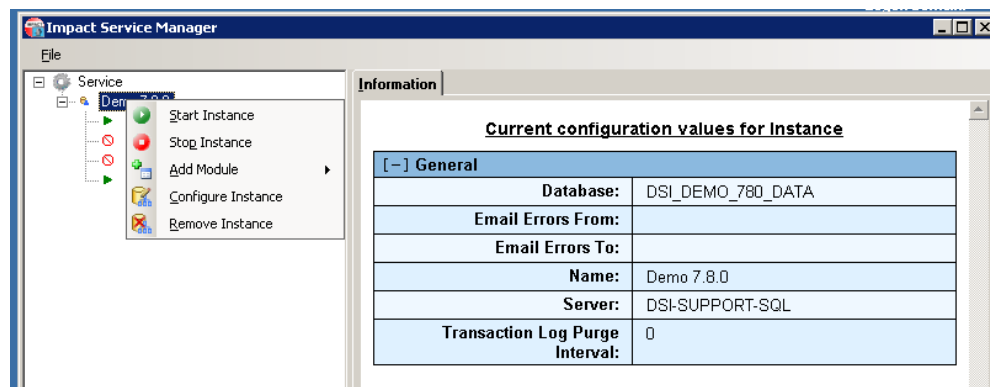 Impact Service Manager
File
Service
Start Instance
Stop Instance
Add Module
Configure Instance
Remove Instance
Information
Current configuration values for Instance
[-] General
Database: DSI_DEMO_780_DATA
Email Errors From:
Email Errors To:
Name: Demo 7.8.0
Server: DSI-SUPPORT-SQL
Transaction Log Purge
Interval: 0